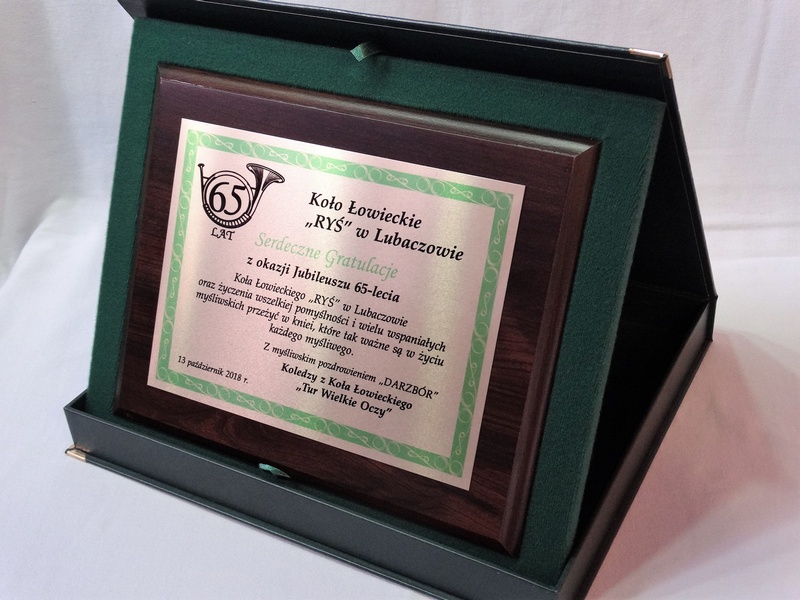 65
LAT
Koło Łowieckie
„RYŚ” w Lubaczowie
Serdeczne Gratulacje
z okazji Jubileuszu 65-lecia
Koła Łowieckiego „RYŚ” w Lubaczowie
oraz życzenia wszelkiej pomyślności i wielu wspaniałych
myśliwskich przeżyć w kniei, które tak ważne są w życiu
każdego myśliwego.
Z myśliwskim pozdrowieniem „DARZBÓR”
13 październik 2018 r.
Koledzy z Koła Łowieckiego
„Tur Wielkie Oczy”